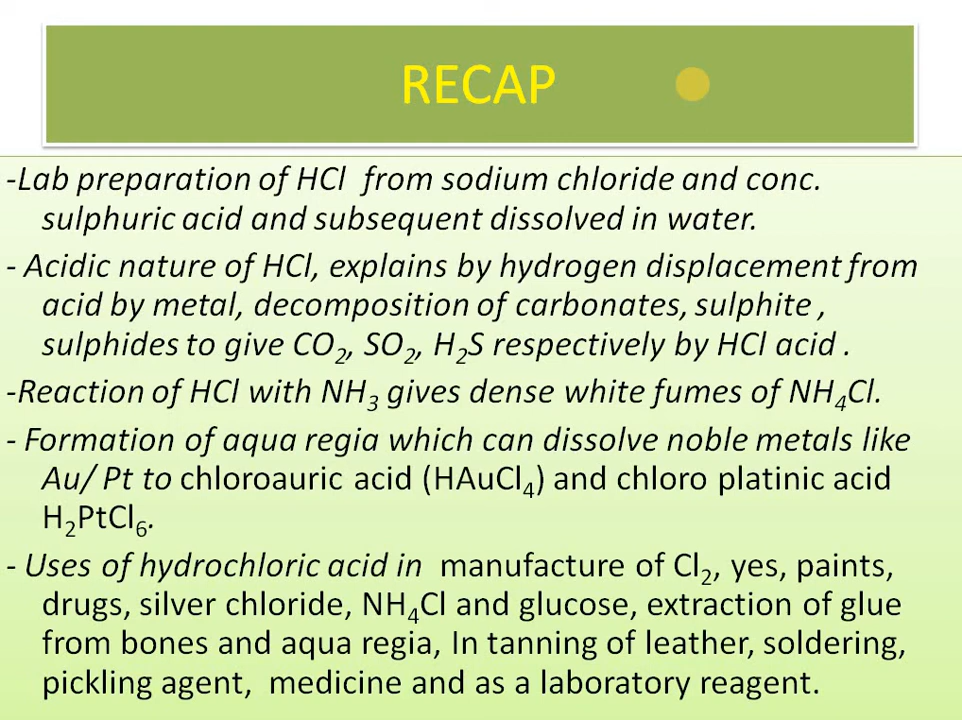 RECAP
-Lab preparation of HCl from sodium chloride and conc.
sulphuric acid and subsequent dissolved in water.
- Acidic nature of HCl, explains by hydrogen displacement from
acid by metal, decomposition of carbonates, sulphite ,
sulphides to give CO₂, SO₂, H₂S respectively by HCl acid .
-Reaction of HCl with NH₃ gives dense white fumes of NH₄Cl.
- Formation of aqua regia which can dissolve noble metals like
Au/ Pt to chloroauric acid (HAuCl₄) and chloro platinic acid
H₂PtCl₆.
- Uses of hydrochloric acid in manufacture of Cl₂, yes, paints,
drugs, silver chloride, NH₄Cl and glucose, extraction of glue
from bones and aqua regia, In tanning of leather, soldering,
pickling agent, medicine and as a laboratory reagent.